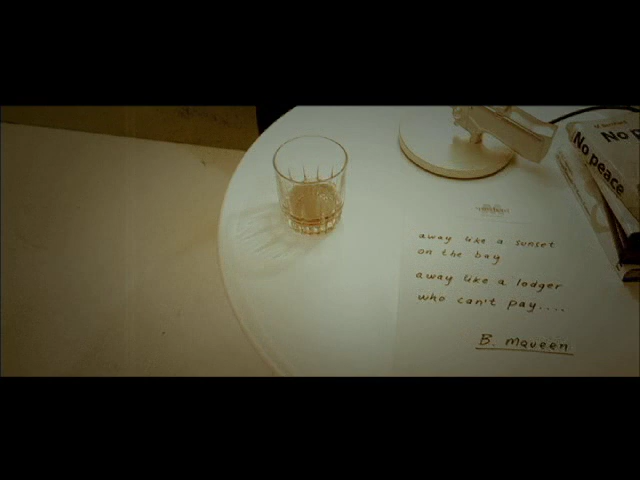 away like a sunset
on the bay
away like a lodger
who can't pay....
B. mqueen
No peace
No p